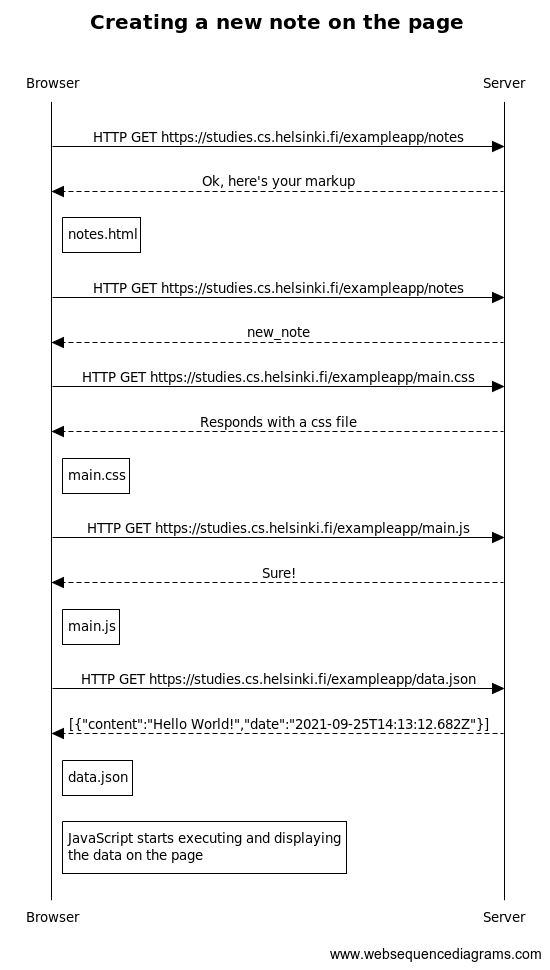 Creating a new note on the page
Browser
Server
HTTP GET https://studies.cs.helsinki.fi/exampleapp/notes
Ok, here's your markup
notes.html
HTTP GET https://studies.cs.helsinki.fi/exampleapp/notes
new_note
HTTP GET https://studies.cs.helsinki.fi/exampleapp/main.css
Responds with a css file
main.css
HTTP GET https://studies.cs.helsinki.fi/exampleapp/main.js
Sure!
main.js
HTTP GET https://studies.cs.helsinki.fi/exampleapp/data.json
[{"content":"Hello World!","date":"2021-09-25T14:13:12.682Z"}]
data.json
JavaScript starts executing and displaying
the data on the page
Browser
Server
www.websequencediagrams.com